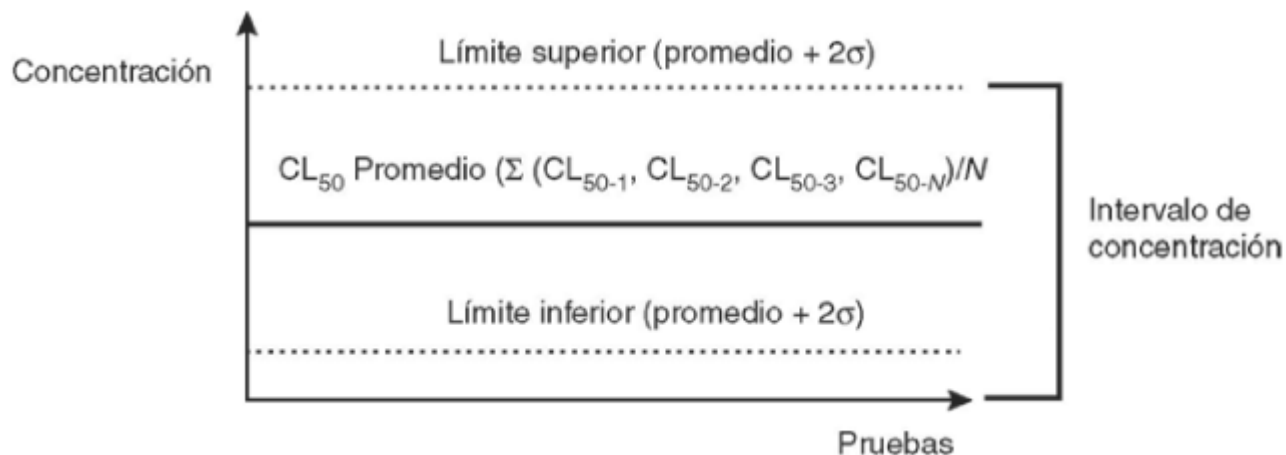 Concentración
Límite superior (promedio + 2σ)
CL50 Promedio (Σ (CL50-1, CL50-2, CL50-3, CL50-N)/N
Intervalo de
concentración
Límite inferior (promedio + 2σ)
Pruebas